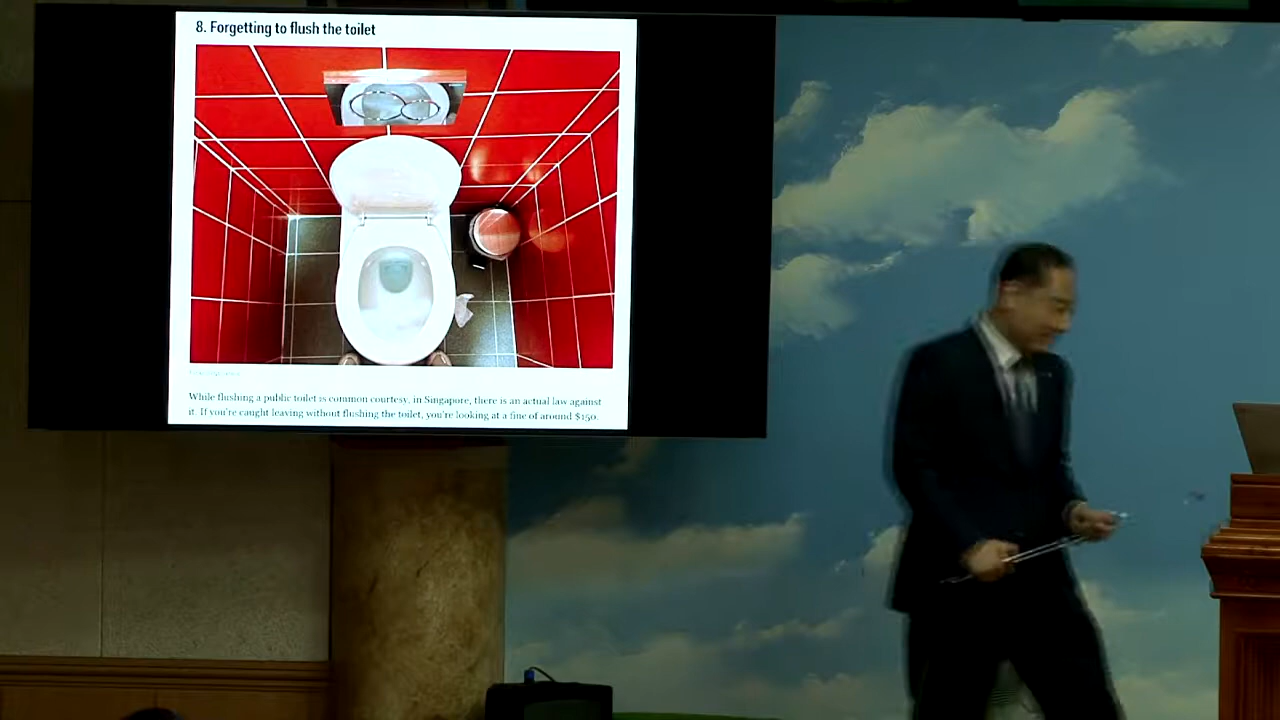 8. Forgetting to flush the toilet
While flushing a public toilet is common courtesy, in Singapore, there is an actual law against
it. If you're caught leaving without flushing the toilet, you're looking at a fine of around $150.